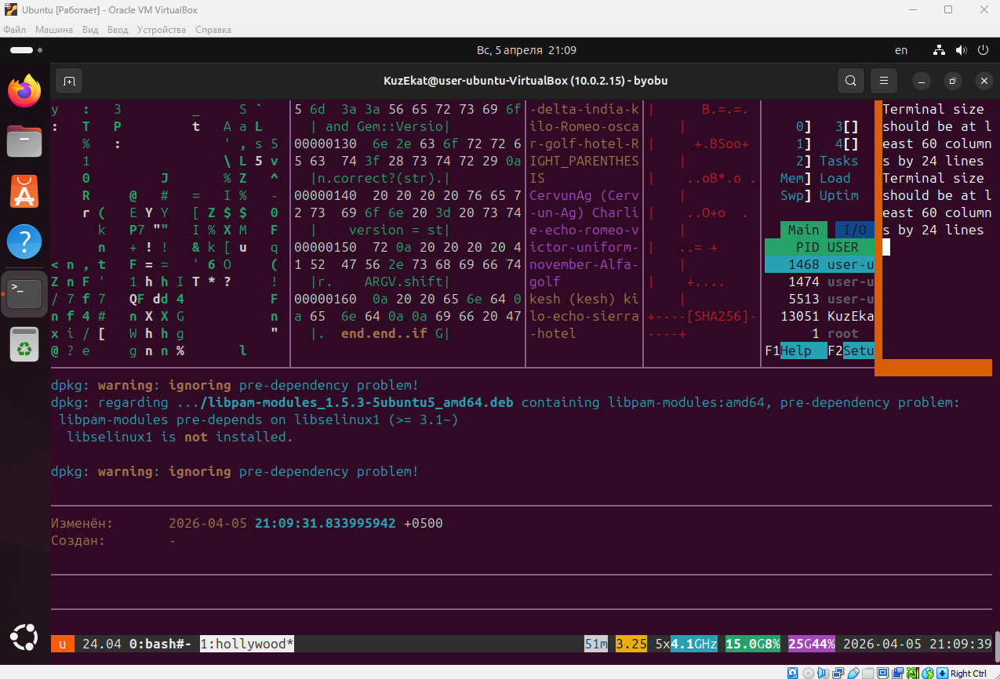 Ubuntu [Работает] - Oracle VM VirtualBox
Файл Машина Вид Ввод Устройства Справка
Вс, 5 апреля 21:09
en
KuzEkat@user-ubuntu-VirtualBox (10.0.2.15) - byobu
y : 3 _ S `
: T P t A a L
% : ' , s 5
1 \ L 5 v
0 J % Z ^
R @ # = I % -
r ( E Y Y [ Z $ $ 0
k P7 "" I % X M F
n + ! ! & k [ u q
< n , t F = = ' 6 O (
Z n F ' 1 h h I T * ? !
/ 7 f 7 QF dd 4 F
n f 4 # n X X G n
x i / [ W h h g "
@ ? e g n n % l
5 6d 3a 3a 56 65 72 73 69 6f
| and Gem::Versio|
00000130 6e 2e 63 6f 72 72 6
5 63 74 3f 28 73 74 72 29 0a
|n.correct?(str).|
00000140 20 20 20 20 76 65 7
2 73 69 6f 6e 20 3d 20 73 74
| version = st|
00000150 72 0a 20 20 20 20 4
1 52 47 56 2e 73 68 69 66 74
|r. ARGV.shift|
00000160 0a 20 20 65 6e 64 0
a 65 6e 64 0a 0a 69 66 20 47
|. end.end..if G|
-delta-india-k
ilo-Romeo-osca
r-golf-hotel-R
IGHT_PARENTHES
IS
CervunAg (Cerv
-un-Ag) Charli
e-echo-romeo-v
ictor-uniform-
november-Alfa-
golf
kesh (kesh) ki
lo-echo-sierra
-hotel
| B.=.=.
|
| +.BSoo+
|
| ..oB*.o .
|
| ..O+o .
|
| ..= +
|
| +....
|
+----[SHA256]-
----+
0] 3[]
1] 4[]
2] Tasks
Mem] Load
Swp] Uptim
Main I/O
PID USER
1468 user-u
1474 user-u
5513 user-u
13051 KuzEka
1 root
F1Help F2Setu
Terminal size
should be at l
east 60 column
s by 24 lines
Terminal size
should be at l
east 60 column
s by 24 lines
dpkg: warning: ignoring pre-dependency problem!
dpkg: regarding .../libpam-modules_1.5.3-5ubuntu5_amd64.deb containing libpam-modules:amd64, pre-dependency problem:
libpam-modules pre-depends on libselinux1 (>= 3.1~)
libselinux1 is not installed.
dpkg: warning: ignoring pre-dependency problem!
Изменён: 2026-04-05 21:09:31.833995942 +0500
Создан: -
u 24.04 0:bash#- 1:hollywood* 51m 3.25 5x4.1GHz 15.0G8% 25G44% 2026-04-05 21:09:39
Right Ctrl